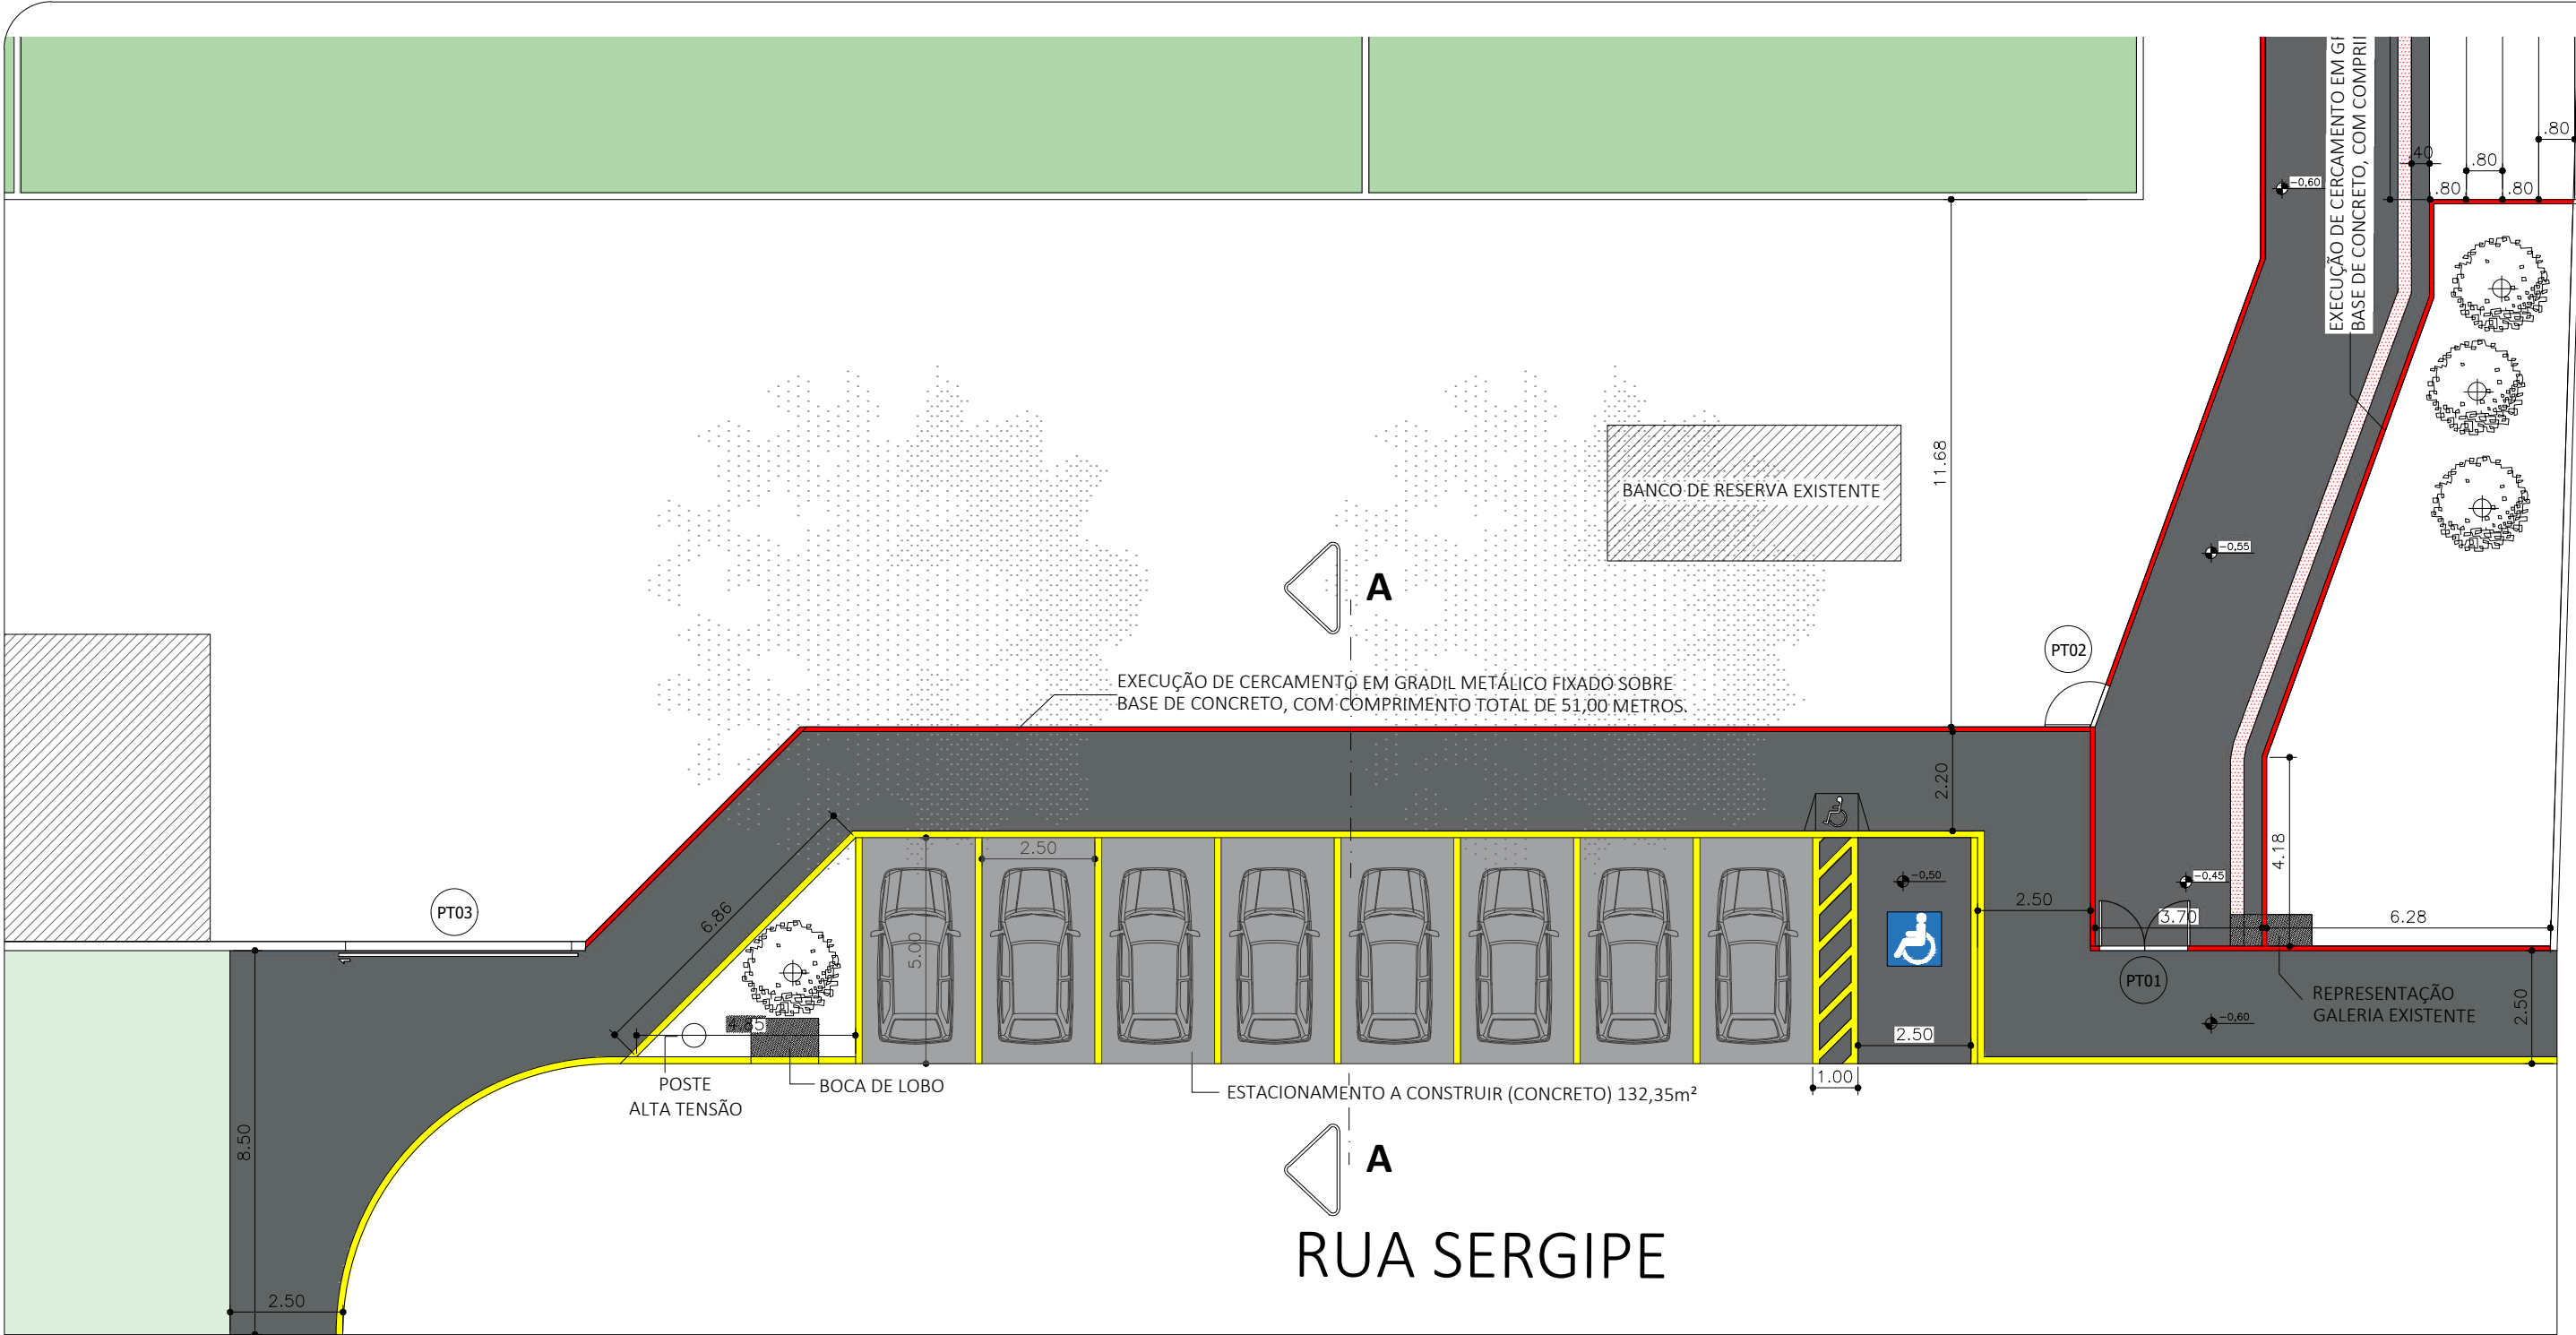 EXECUÇÃO DE CERCAMENTO EM
BASE DE CONCRETO, COM
.80
.40
.80
.80
.80
-0,60
11.68
BANCO DE RESERVA EXISTENTE
-0,55
A
PT02
EXECUÇÃO DE CERCAMENTO EM GRADIL METÁLICO FIXADO SOBRE
BASE DE CONCRETO, COM COMPRIMENTO TOTAL DE 51,00 METROS.
2.20
4.18
2.50
-0,50
-0,45
PT03
6.86
5.00
2.50
3.70
6.28
PT01
REPRESENTAÇÃO
GALERIA EXISTENTE
2.50
-0,60
4.85
2.50
POSTE
ALTA TENSÃO
BOCA DE LOBO
ESTACIONAMENTO A CONSTRUIR (CONCRETO) 132,35m²
1.00
8.50
A
RUA SERGIPE
2.50